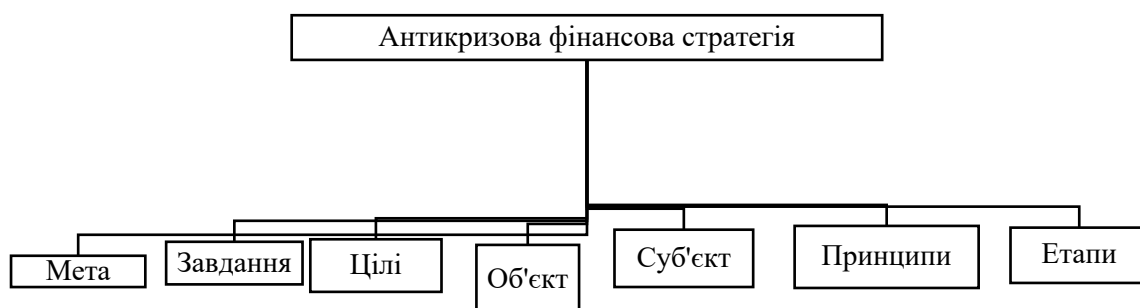 Антикризова фінансова стратегія
Мета
Завдання
Цілі
Об'єкт
Суб'єкт
Принципи
Етапи